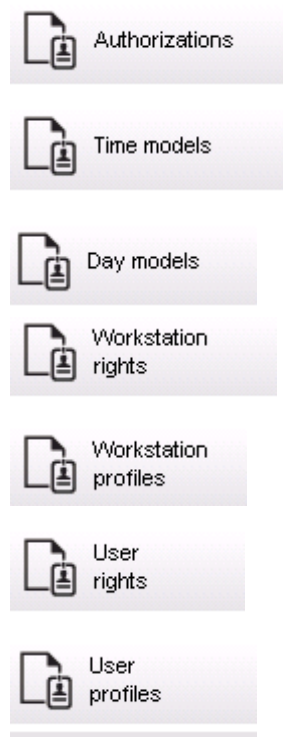 Authorizations
Time models
Day models
Workstation
rights
Workstation
profiles
User
rights
User
profiles